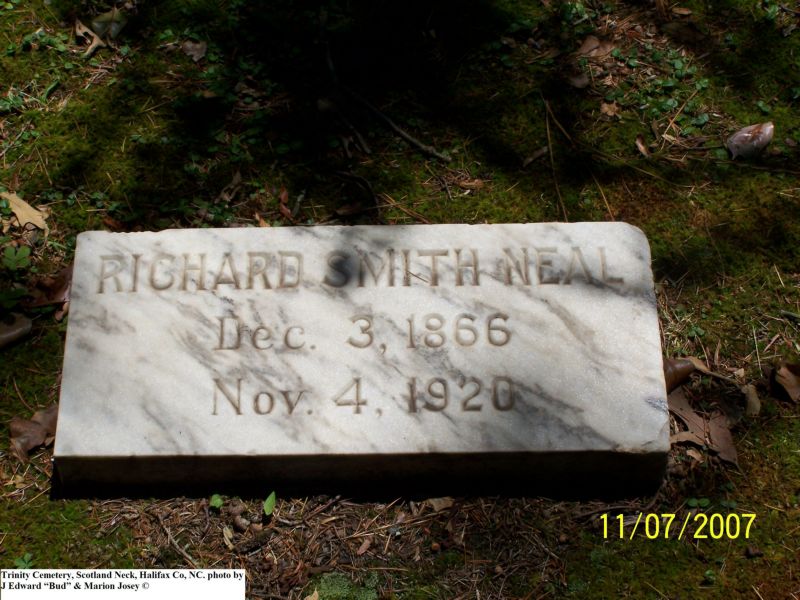 RICHARD SMITH NEAL
Dec. 3, 1866
Nov. 4, 1920
11/07/2007
Trinity Cemetery, Scotland Neck, Halifax Co, NC. photo by
J Edward “Bud” & Marion Josey ©